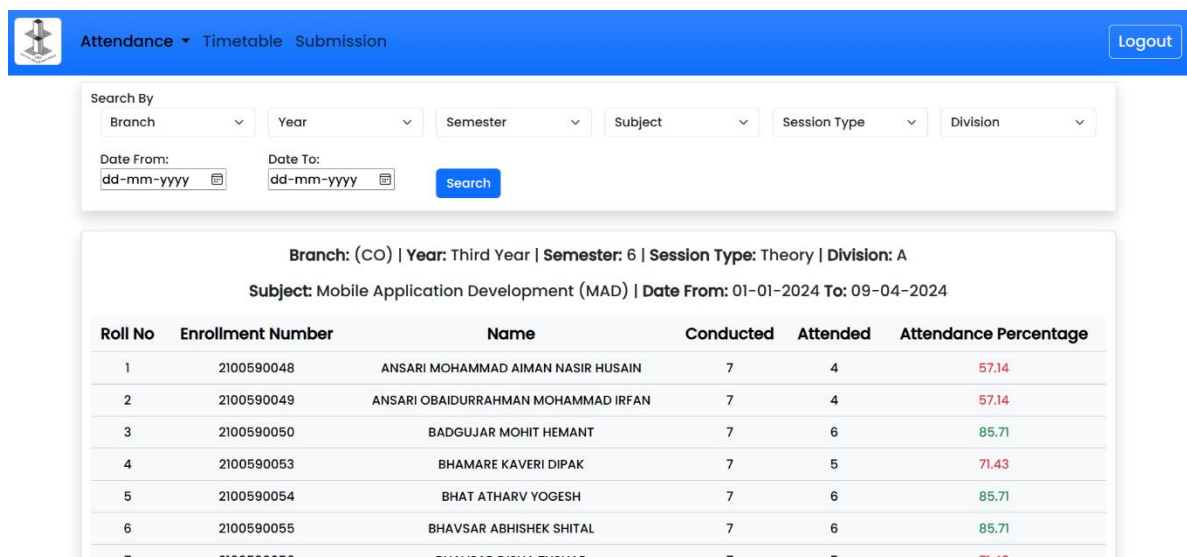 Attendance Timetable Submission Logout
Search By
Branch Year Semester Subject Session Type Division
Date From: Date To:
dd-mm-yyyy dd-mm-yyyy Search
Branch: (CO) | Year: Third Year | Semester: 6 | Session Type: Theory | Division: A
Subject: Mobile Application Development (MAD) | Date From: 01-01-2024 To: 09-04-2024
Roll No Enrollment Number Name Conducted Attended Attendance Percentage
1 2100590048 ANSARI MOHAMMAD AIMAN NASIR HUSAIN 7 4 57.14
2 2100590049 ANSARI OBAIDURRAHMAN MOHAMMAD IRFAN 7 4 57.14
3 2100590050 BADGUJAR MOHIT HEMANT 7 6 85.71
4 2100590053 BHAMARE KAVERI DIPAK 7 5 71.43
5 2100590054 BHAT ATHARV YOGESH 7 6 85.71
6 2100590055 BHAVSAR ABHISHEK SHITAL 7 6 85.71